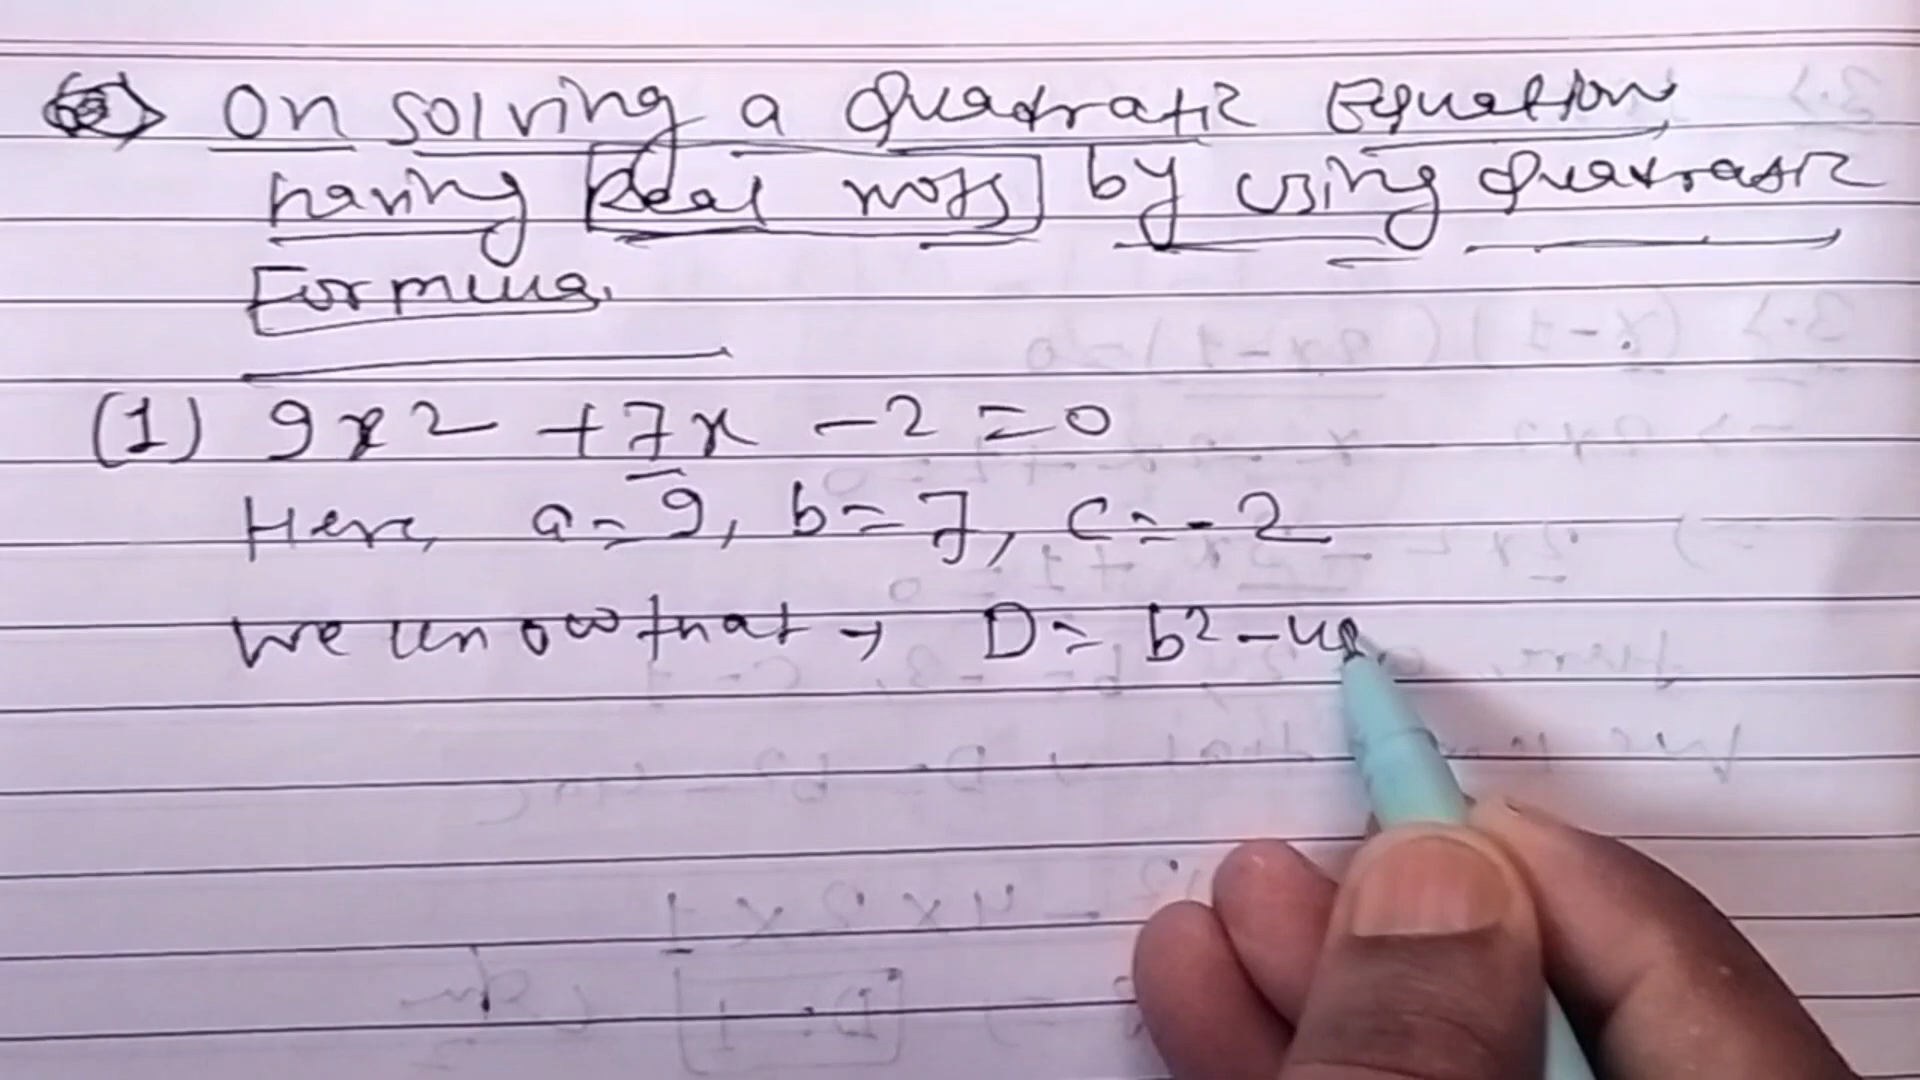 On solving a Quadratic Equation,
having Real roots by using Quadratic
Formula.
(1) 9x2 +7x -2 =0
Here, a=9, b=7, c=-2
We know that → D= b² -4a